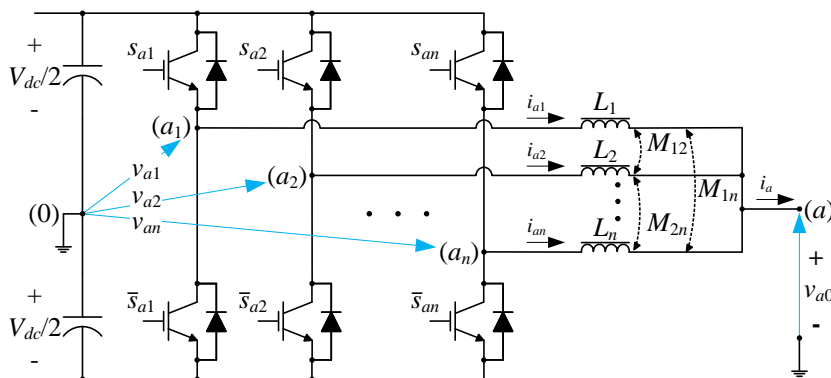 +
V_dc/2
-
s_a1
s_a2
s_an
i_a1
L_1
(a_1)
M_12
v_a1
i_a2
L_2
(a_2)
M_1n
i_a
v_a2
(0)
(a)
v_an
i_an
L_n
M_2n
(a_n)
+
v_a0
-
+
V_dc/2
-
s̅_a1
s̅_a2
s̅_an